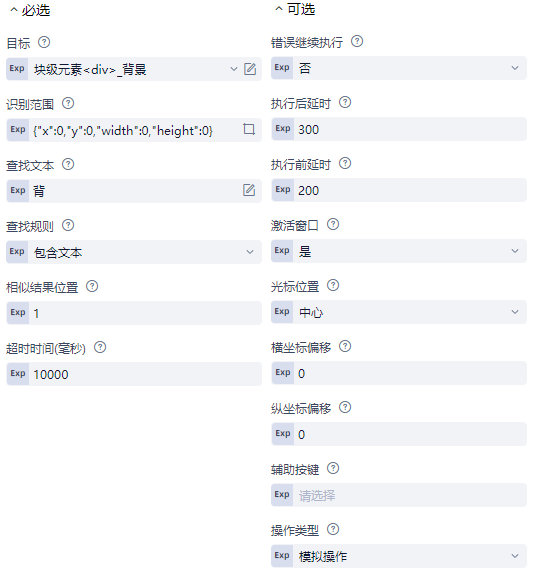 必选
目标
Exp 块级元素<div>_背景
识别范围
Exp {"x":0,"y":0,"width":0,"height":0}
查找文本
Exp 背
查找规则
Exp 包含文本
相似结果位置
Exp 1
超时时间(毫秒)
Exp 10000
可选
错误继续执行
Exp 否
执行后延时
Exp 300
执行前延时
Exp 200
激活窗口
Exp 是
光标位置
Exp 中心
横坐标偏移
Exp 0
纵坐标偏移
Exp 0
辅助按键
Exp 请选择
操作类型
Exp 模拟操作